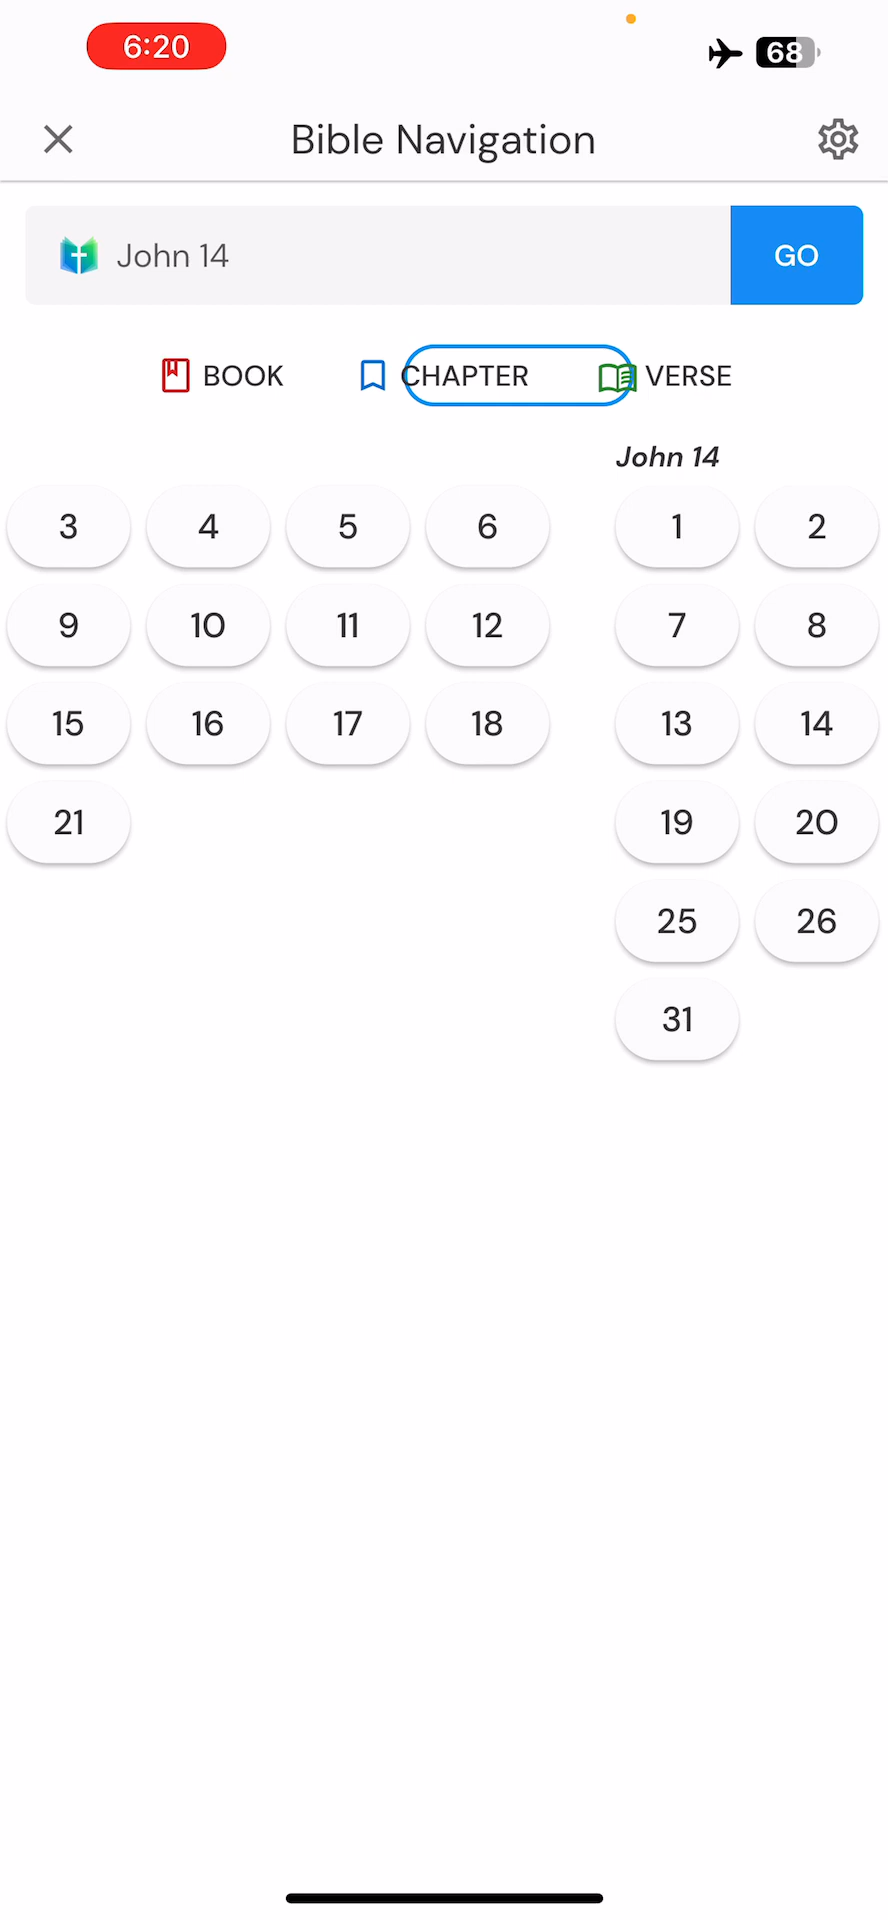 6:20
68
Bible Navigation
John 14
GO
BOOK CHAPTER VERSE
John 14
3 4 5 6 1 2
9 10 11 12 7 8
15 16 17 18 13 14
21 19 20
25 26
31